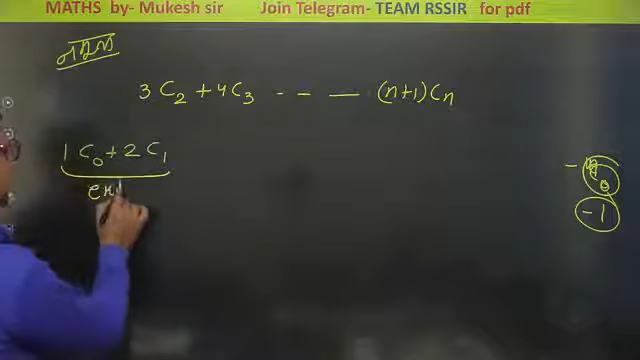 MATHS by- Mukesh sir Join Telegram- TEAM RSSIR for pdf
3 C₂ + 4 C₃ - - — (n+1) Cn
1 C₀ + 2 C₁
-1